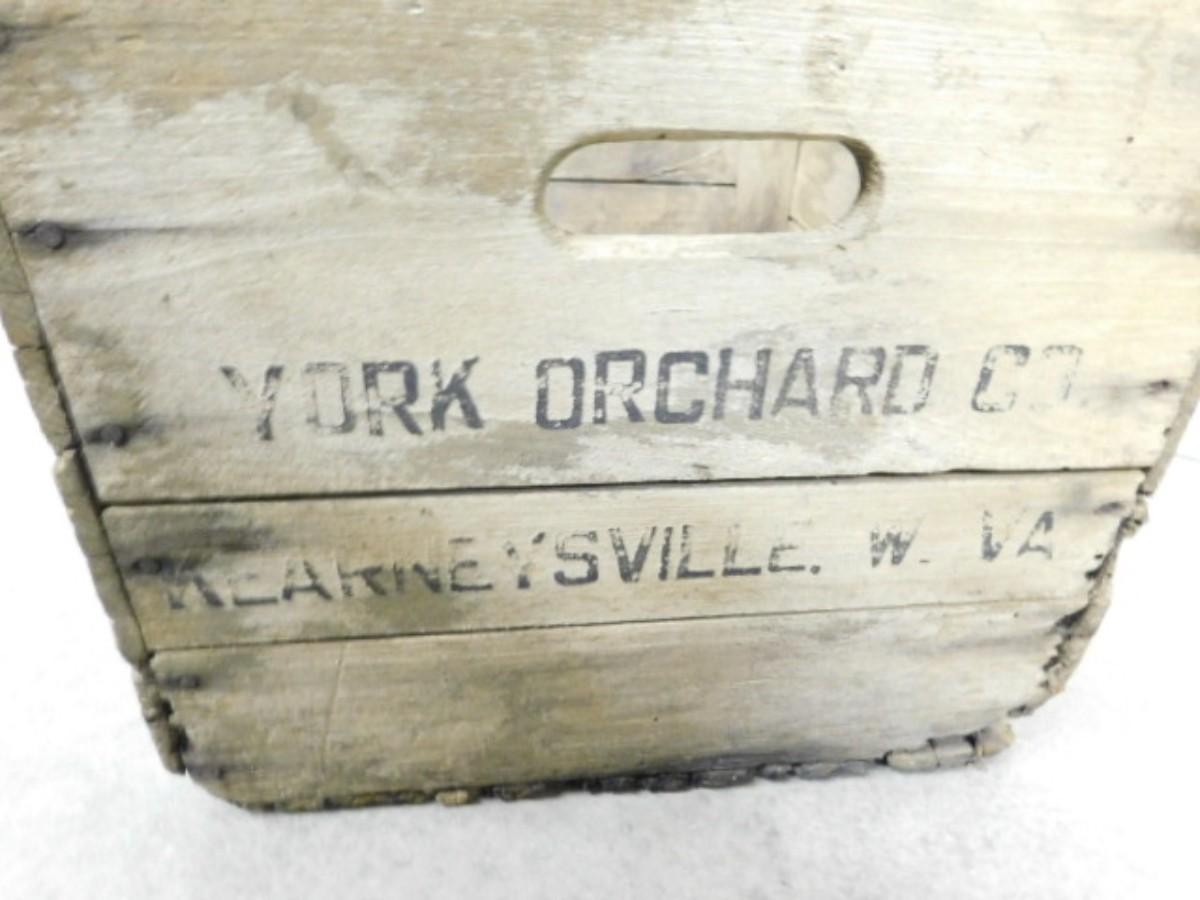 YORK ORCHARD CO.
KEARNEYSVILLE. W. VA